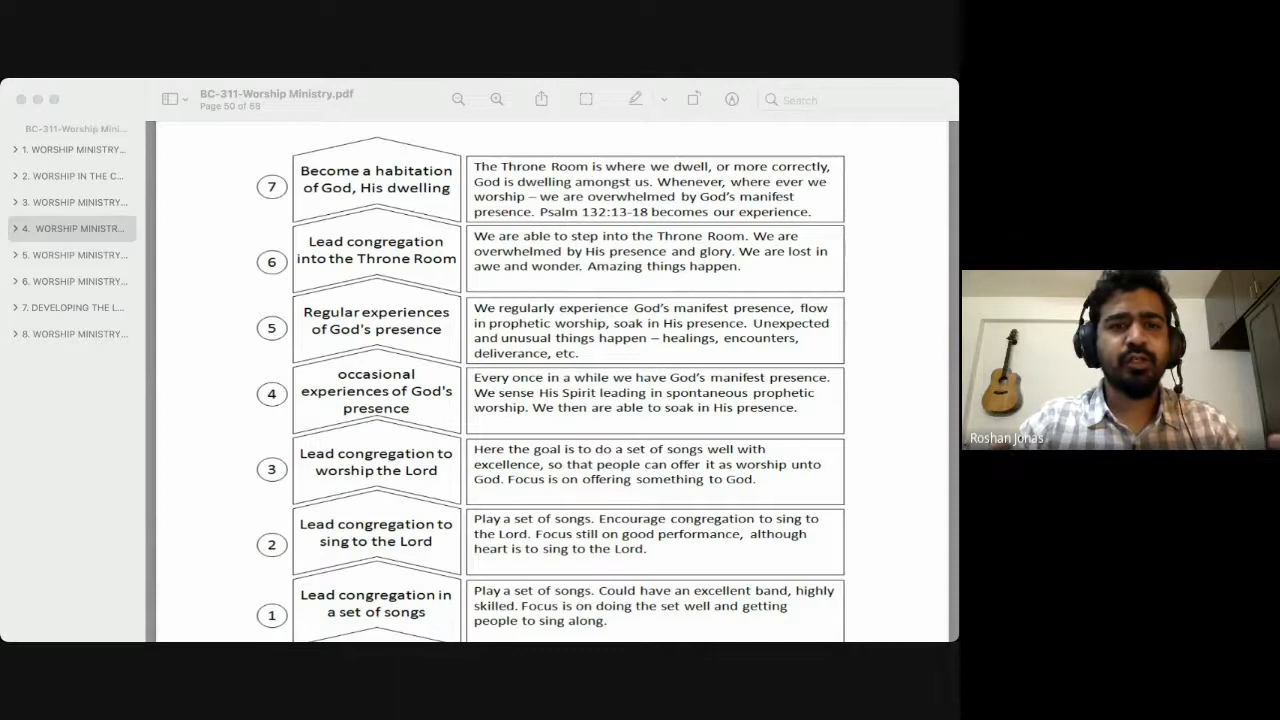 BC-311-Worship Ministry.pdf
Page 50 of 68
Search
BC-311-Worship Mini...
1. WORSHIP MINISTRY...
2. WORSHIP IN THE C...
3. WORSHIP MINISTRY...
4. WORSHIP MINISTR...
5. WORSHIP MINISTRY...
6. WORSHIP MINISTRY...
7. DEVELOPING THE L...
8. WORSHIP MINISTRY...
7
Become a habitation
of God, His dwelling
The Throne Room is where we dwell, or more correctly,
God is dwelling amongst us. Whenever, where ever we
worship – we are overwhelmed by God's manifest
presence. Psalm 132:13-18 becomes our experience.
6
Lead congregation
into the Throne Room
We are able to step into the Throne Room. We are
overwhelmed by His presence and glory. We are lost in
awe and wonder. Amazing things happen.
5
Regular experiences
of God's presence
We regularly experience God's manifest presence, flow
in prophetic worship, soak in His presence. Unexpected
and unusual things happen – healings, encounters,
deliverance, etc.
4
occasional
experiences of God's
presence
Every once in a while we have God's manifest presence.
We sense His Spirit leading in spontaneous prophetic
worship. We then are able to soak in His presence.
3
Lead congregation to
worship the Lord
Here the goal is to do a set of songs well with
excellence, so that people can offer it as worship unto
God. Focus is on offering something to God.
2
Lead congregation to
sing to the Lord
Play a set of songs. Encourage congregation to sing to
the Lord. Focus still on good performance, although
heart is to sing to the Lord.
1
Lead congregation in
a set of songs
Play a set of songs. Could have an excellent band, highly
skilled. Focus is on doing the set well and getting
people to sing along.
Roshan Jonas